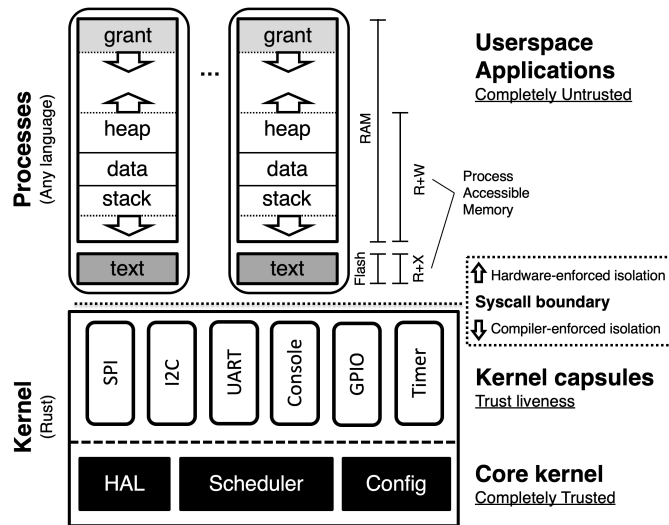 Processes
(Any language)
grant
heap
data
stack
text
...
grant
heap
data
stack
text
RAM
Flash
R+W
R+X
Process
Accessible
Memory
Userspace
Applications
Completely Untrusted
Hardware-enforced isolation
Syscall boundary
Compiler-enforced isolation
Kernel
(Rust)
SPI
I2C
UART
Console
GPIO
Timer
Kernel capsules
Trust liveness
HAL
Scheduler
Config
Core kernel
Completely Trusted